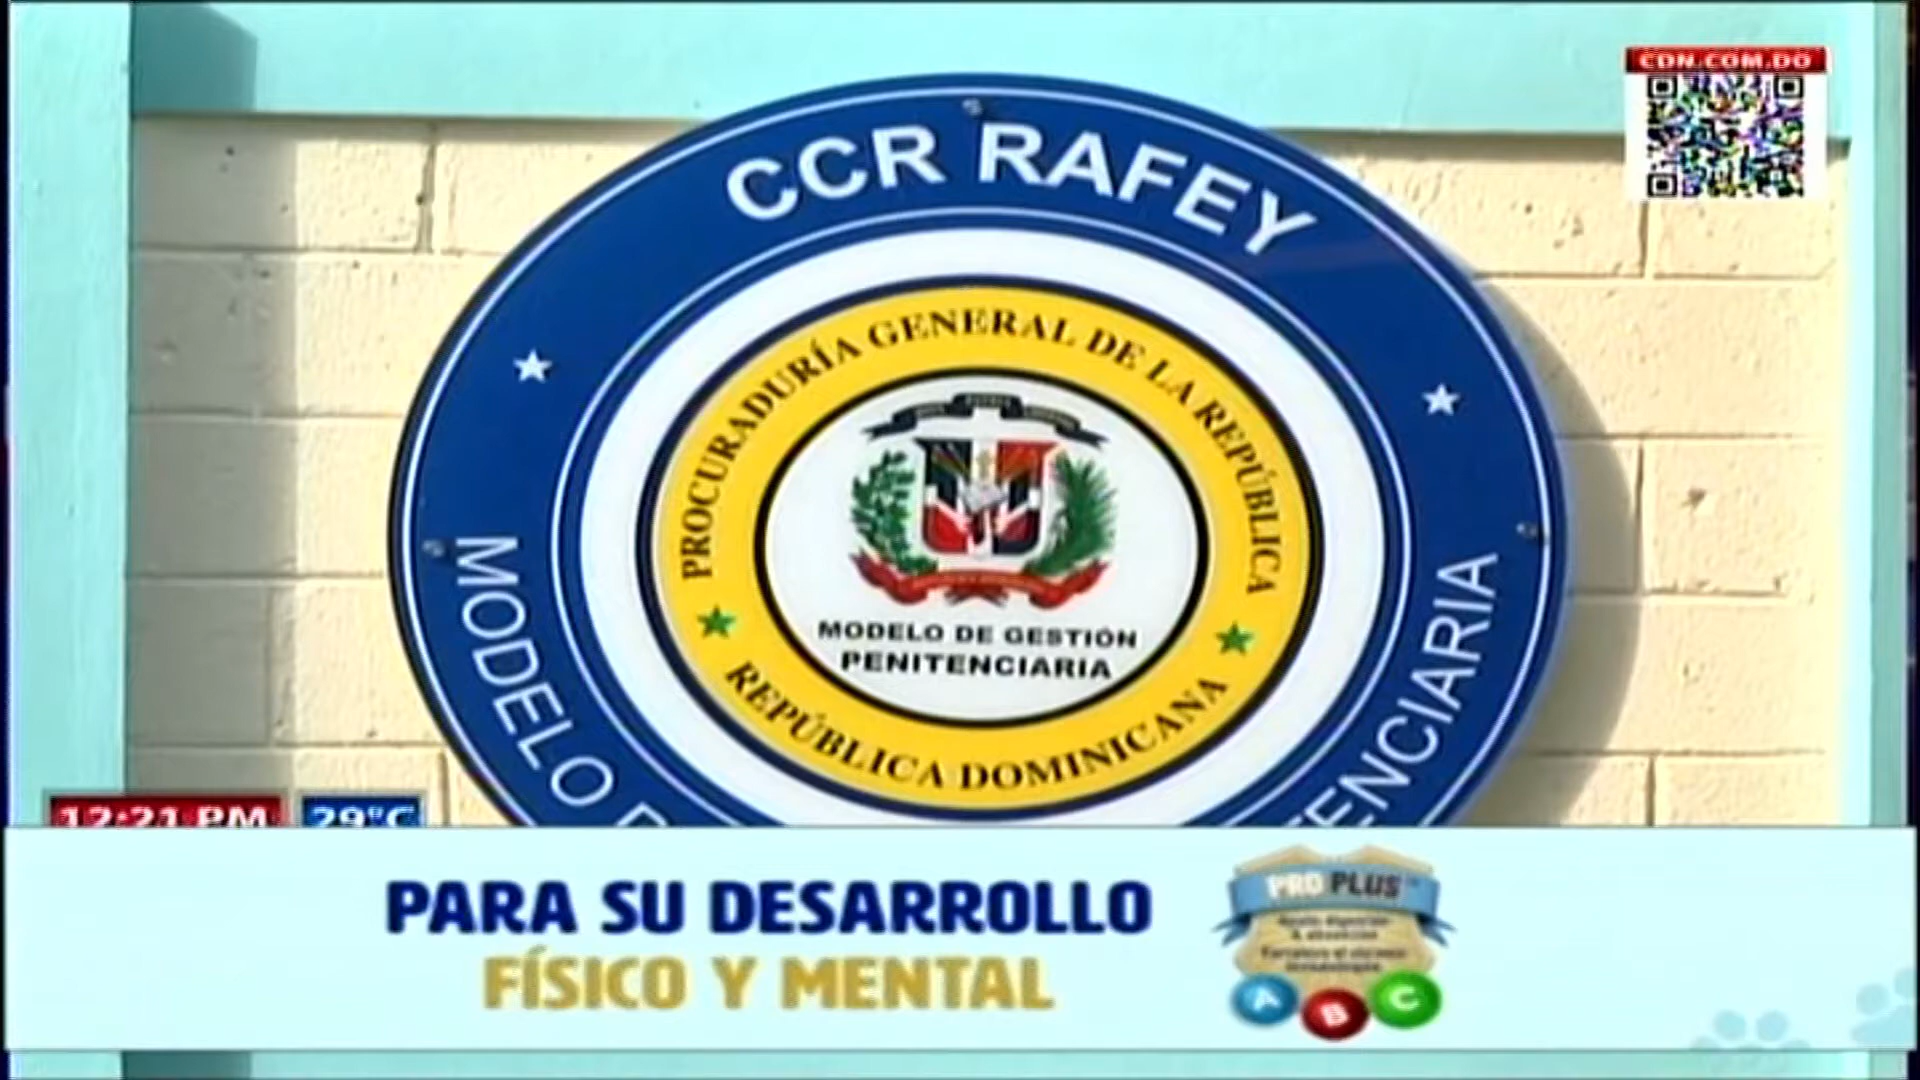 CDN.COM.DO
CCR RAFEY
PROCURADURÍA GENERAL DE LA REPÚBLICA
MODELO DE GESTIÓN
PENITENCIARIA
REPÚBLICA DOMINICANA
MODELO
ENCIARIA
12:21 PM
29°C
PARA SU DESARROLLO
FÍSICO Y MENTAL
PRO PLUS
A B C